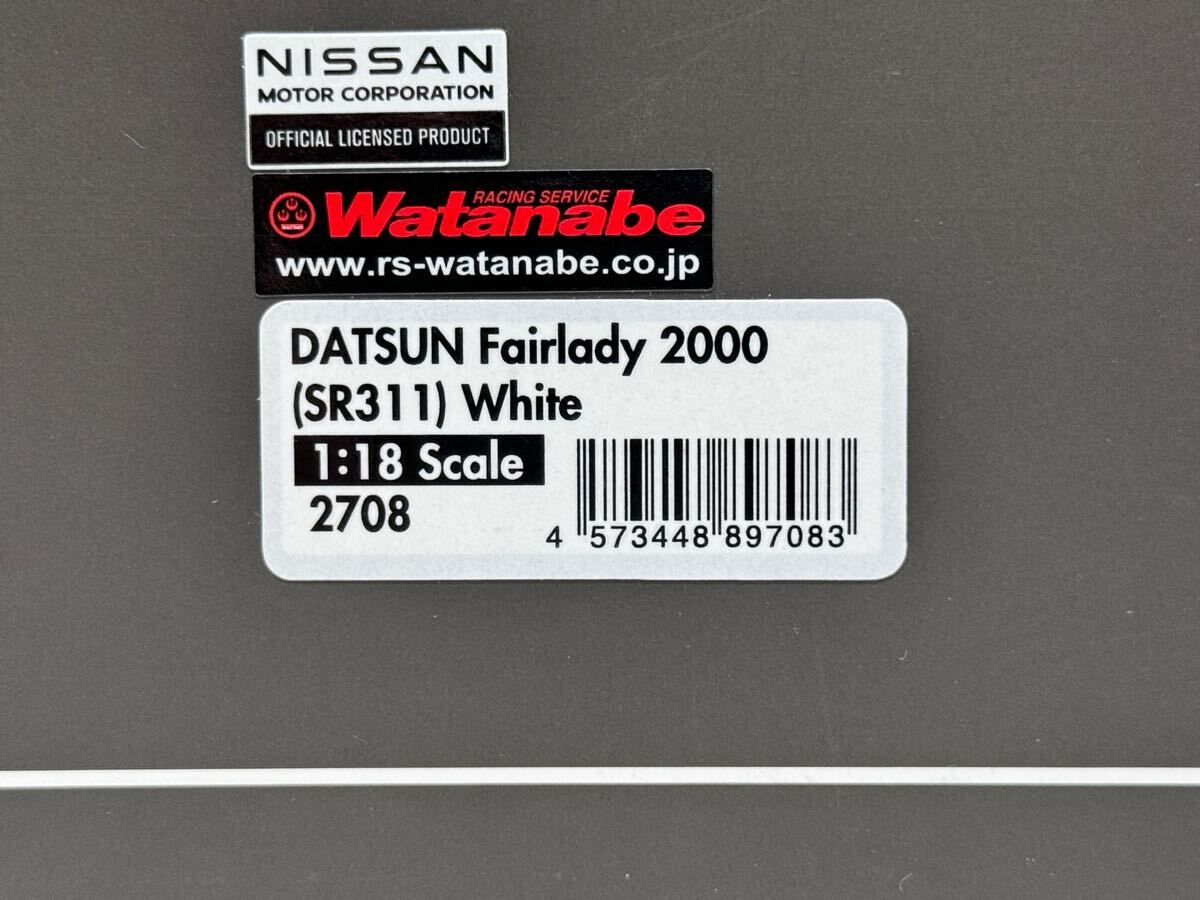 NISSAN
MOTOR CORPORATION
OFFICIAL LICENSED PRODUCT
RACING SERVICE
RACING
Watanabe
www.rs-watanabe.co.jp
DATSUN Fairlady 2000
(SR311) White
1:18 Scale
2708
4 573448 897083